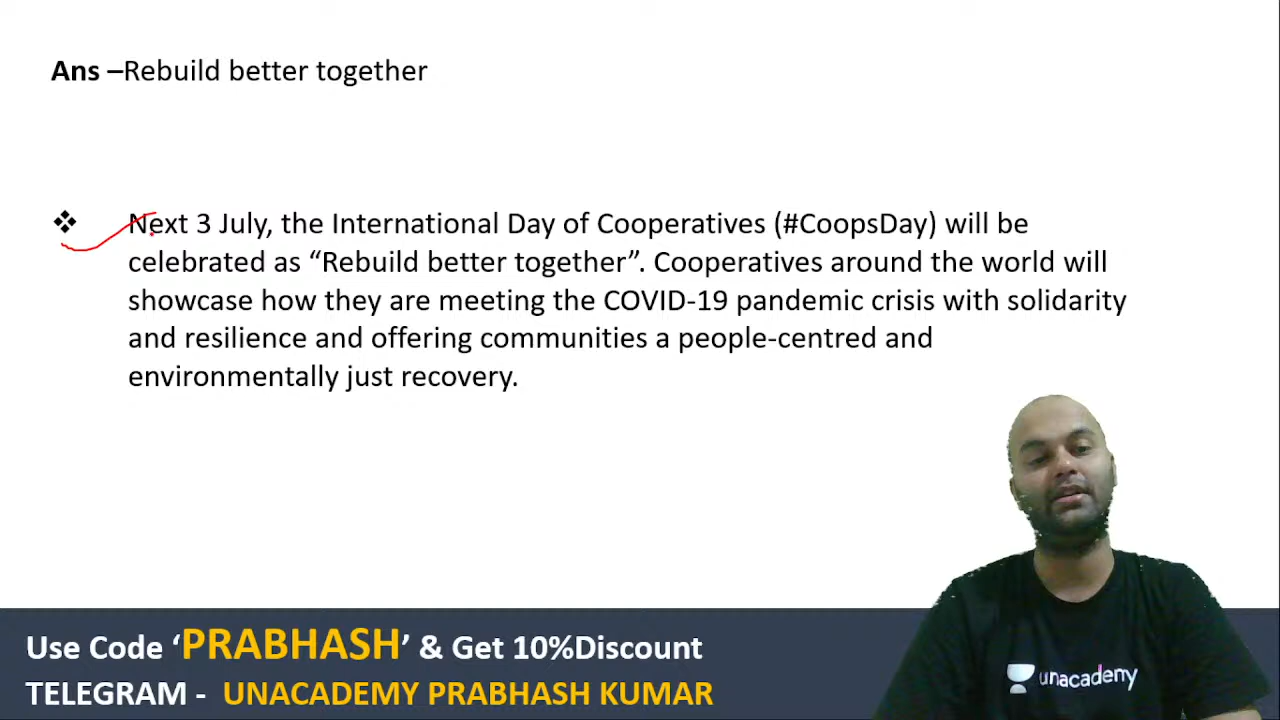 Ans –Rebuild better together
❖ Next 3 July, the International Day of Cooperatives (#CoopsDay) will be
celebrated as “Rebuild better together”. Cooperatives around the world will
showcase how they are meeting the COVID-19 pandemic crisis with solidarity
and resilience and offering communities a people-centred and
environmentally just recovery.
Use Code ‘PRABHASH’ & Get 10%Discount
TELEGRAM - UNACADEMY PRABHASH KUMAR
unacademy